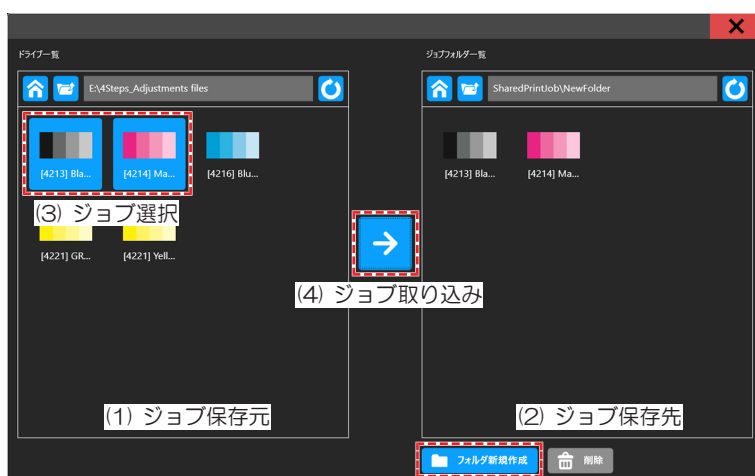 ドライブ一覧
ジョブフォルダー覧
E:\4Steps_Adjustments files
SharedPrintJob\NewFolder
[4213] Bla...
[4214] Ma...
[4216] Blu...
[4213] Bla...
[4214] Ma...
(3) ジョブ選択
[4221] GR...
[4221] Yell...
(4) ジョブ取り込み
(1) ジョブ保存元
(2) ジョブ保存先
フォルダ新規作成
削除